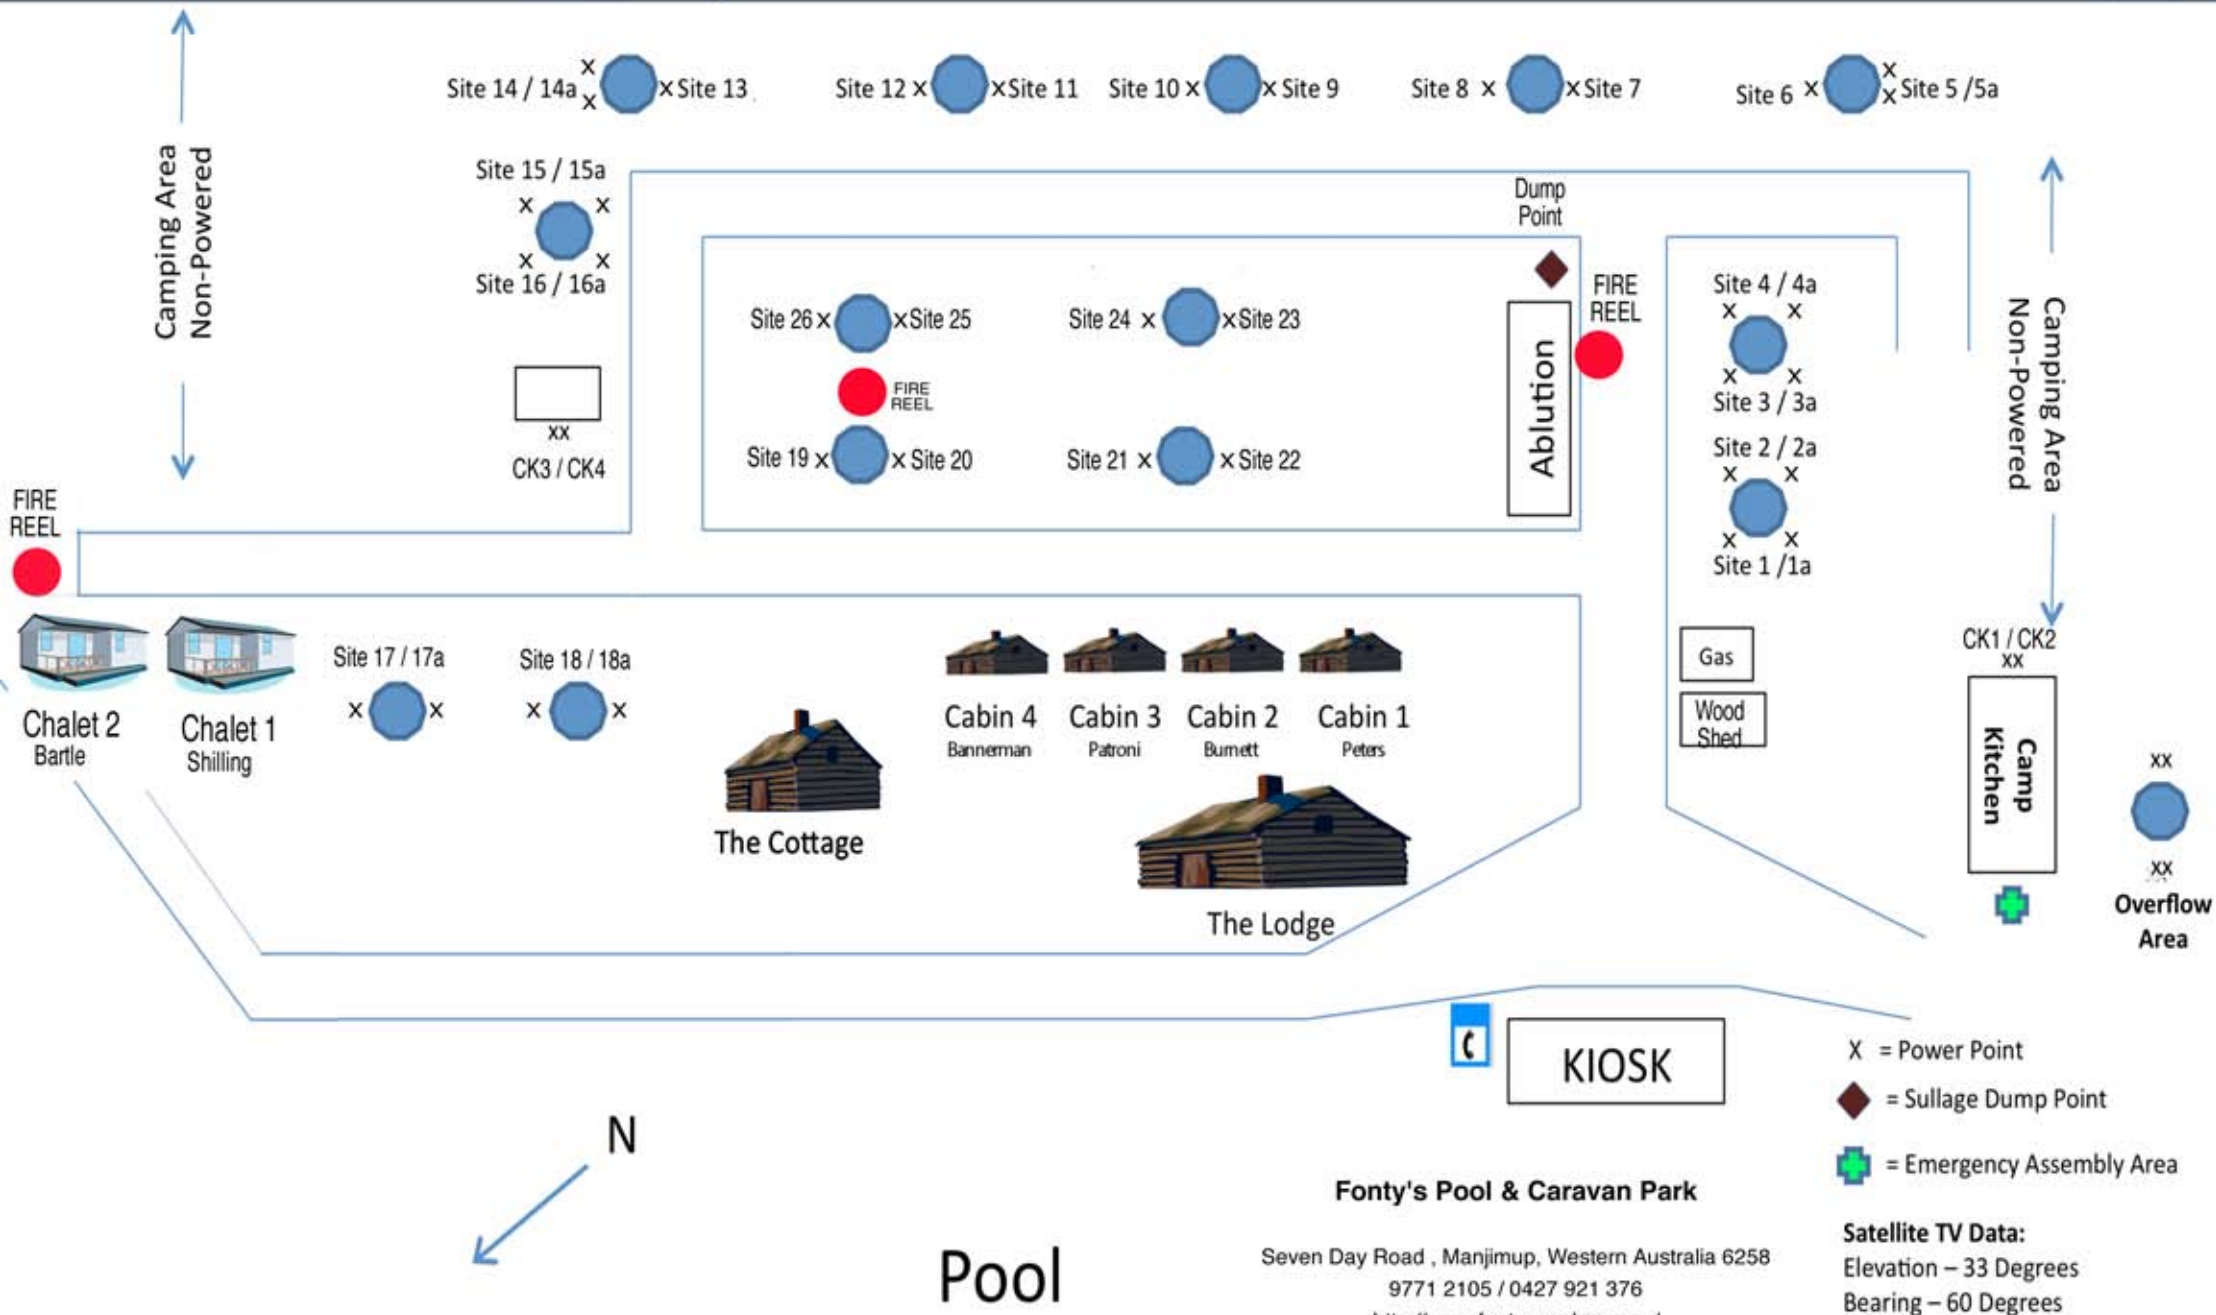 Site 14 / 14a x x x Site 13
Site 12 x x Site 11
Site 10 x x Site 9
Site 8 x x Site 7
Site 6 x x x Site 5 /5a
Camping Area
Non-Powered
Site 15 / 15a
x x
x x
Site 16 / 16a
xx
CK3 / CK4
Dump
Point
FIRE
REEL
Ablution
Site 26 x x Site 25
Site 24 x x Site 23
FIRE
REEL
Site 19 x x Site 20
Site 21 x x Site 22
Site 4 / 4a
x x
x x
Site 3 / 3a
Site 2 / 2a
x x
x x
Site 1 /1a
Camping Area
Non-Powered
FIRE
REEL
Chalet 2
Bartle
Chalet 1
Shilling
Site 17 / 17a
x x
Site 18 / 18a
x x
Cabin 4
Bannerman
Cabin 3
Patroni
Cabin 2
Burnett
Cabin 1
Peters
The Cottage
The Lodge
Gas
Wood
Shed
CK1 / CK2
xx
Camp
Kitchen
xx
xx
Overflow
Area
KIOSK
X = Power Point
= Sullage Dump Point
= Emergency Assembly Area
N
Pool
Fonty's Pool & Caravan Park
Seven Day Road , Manjimup, Western Australia 6258
9771 2105 / 0427 921 376
Satellite TV Data:
Elevation – 33 Degrees
Bearing – 60 Degrees